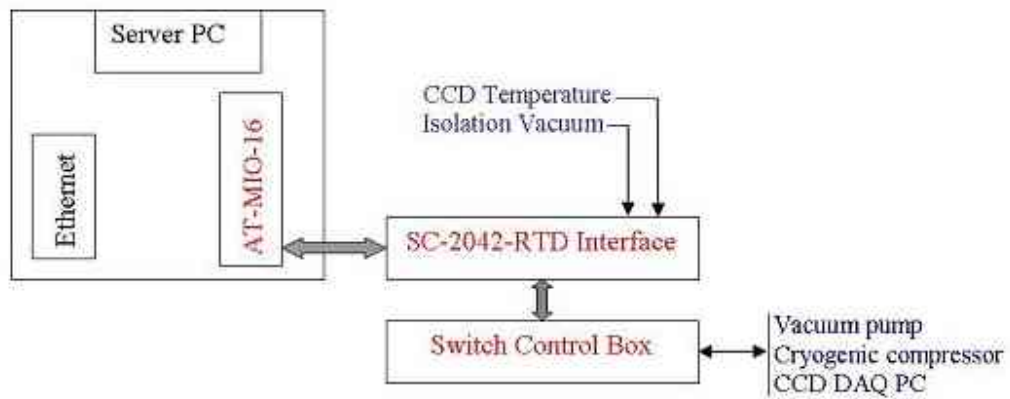 Server PC
Ethernet
AT-MIO-16
CCD Temperature
Isolation Vacuum
SC-2042-RTD Interface
Switch Control Box
Vacuum pump
Cryogenic compressor
CCD DAQ PC